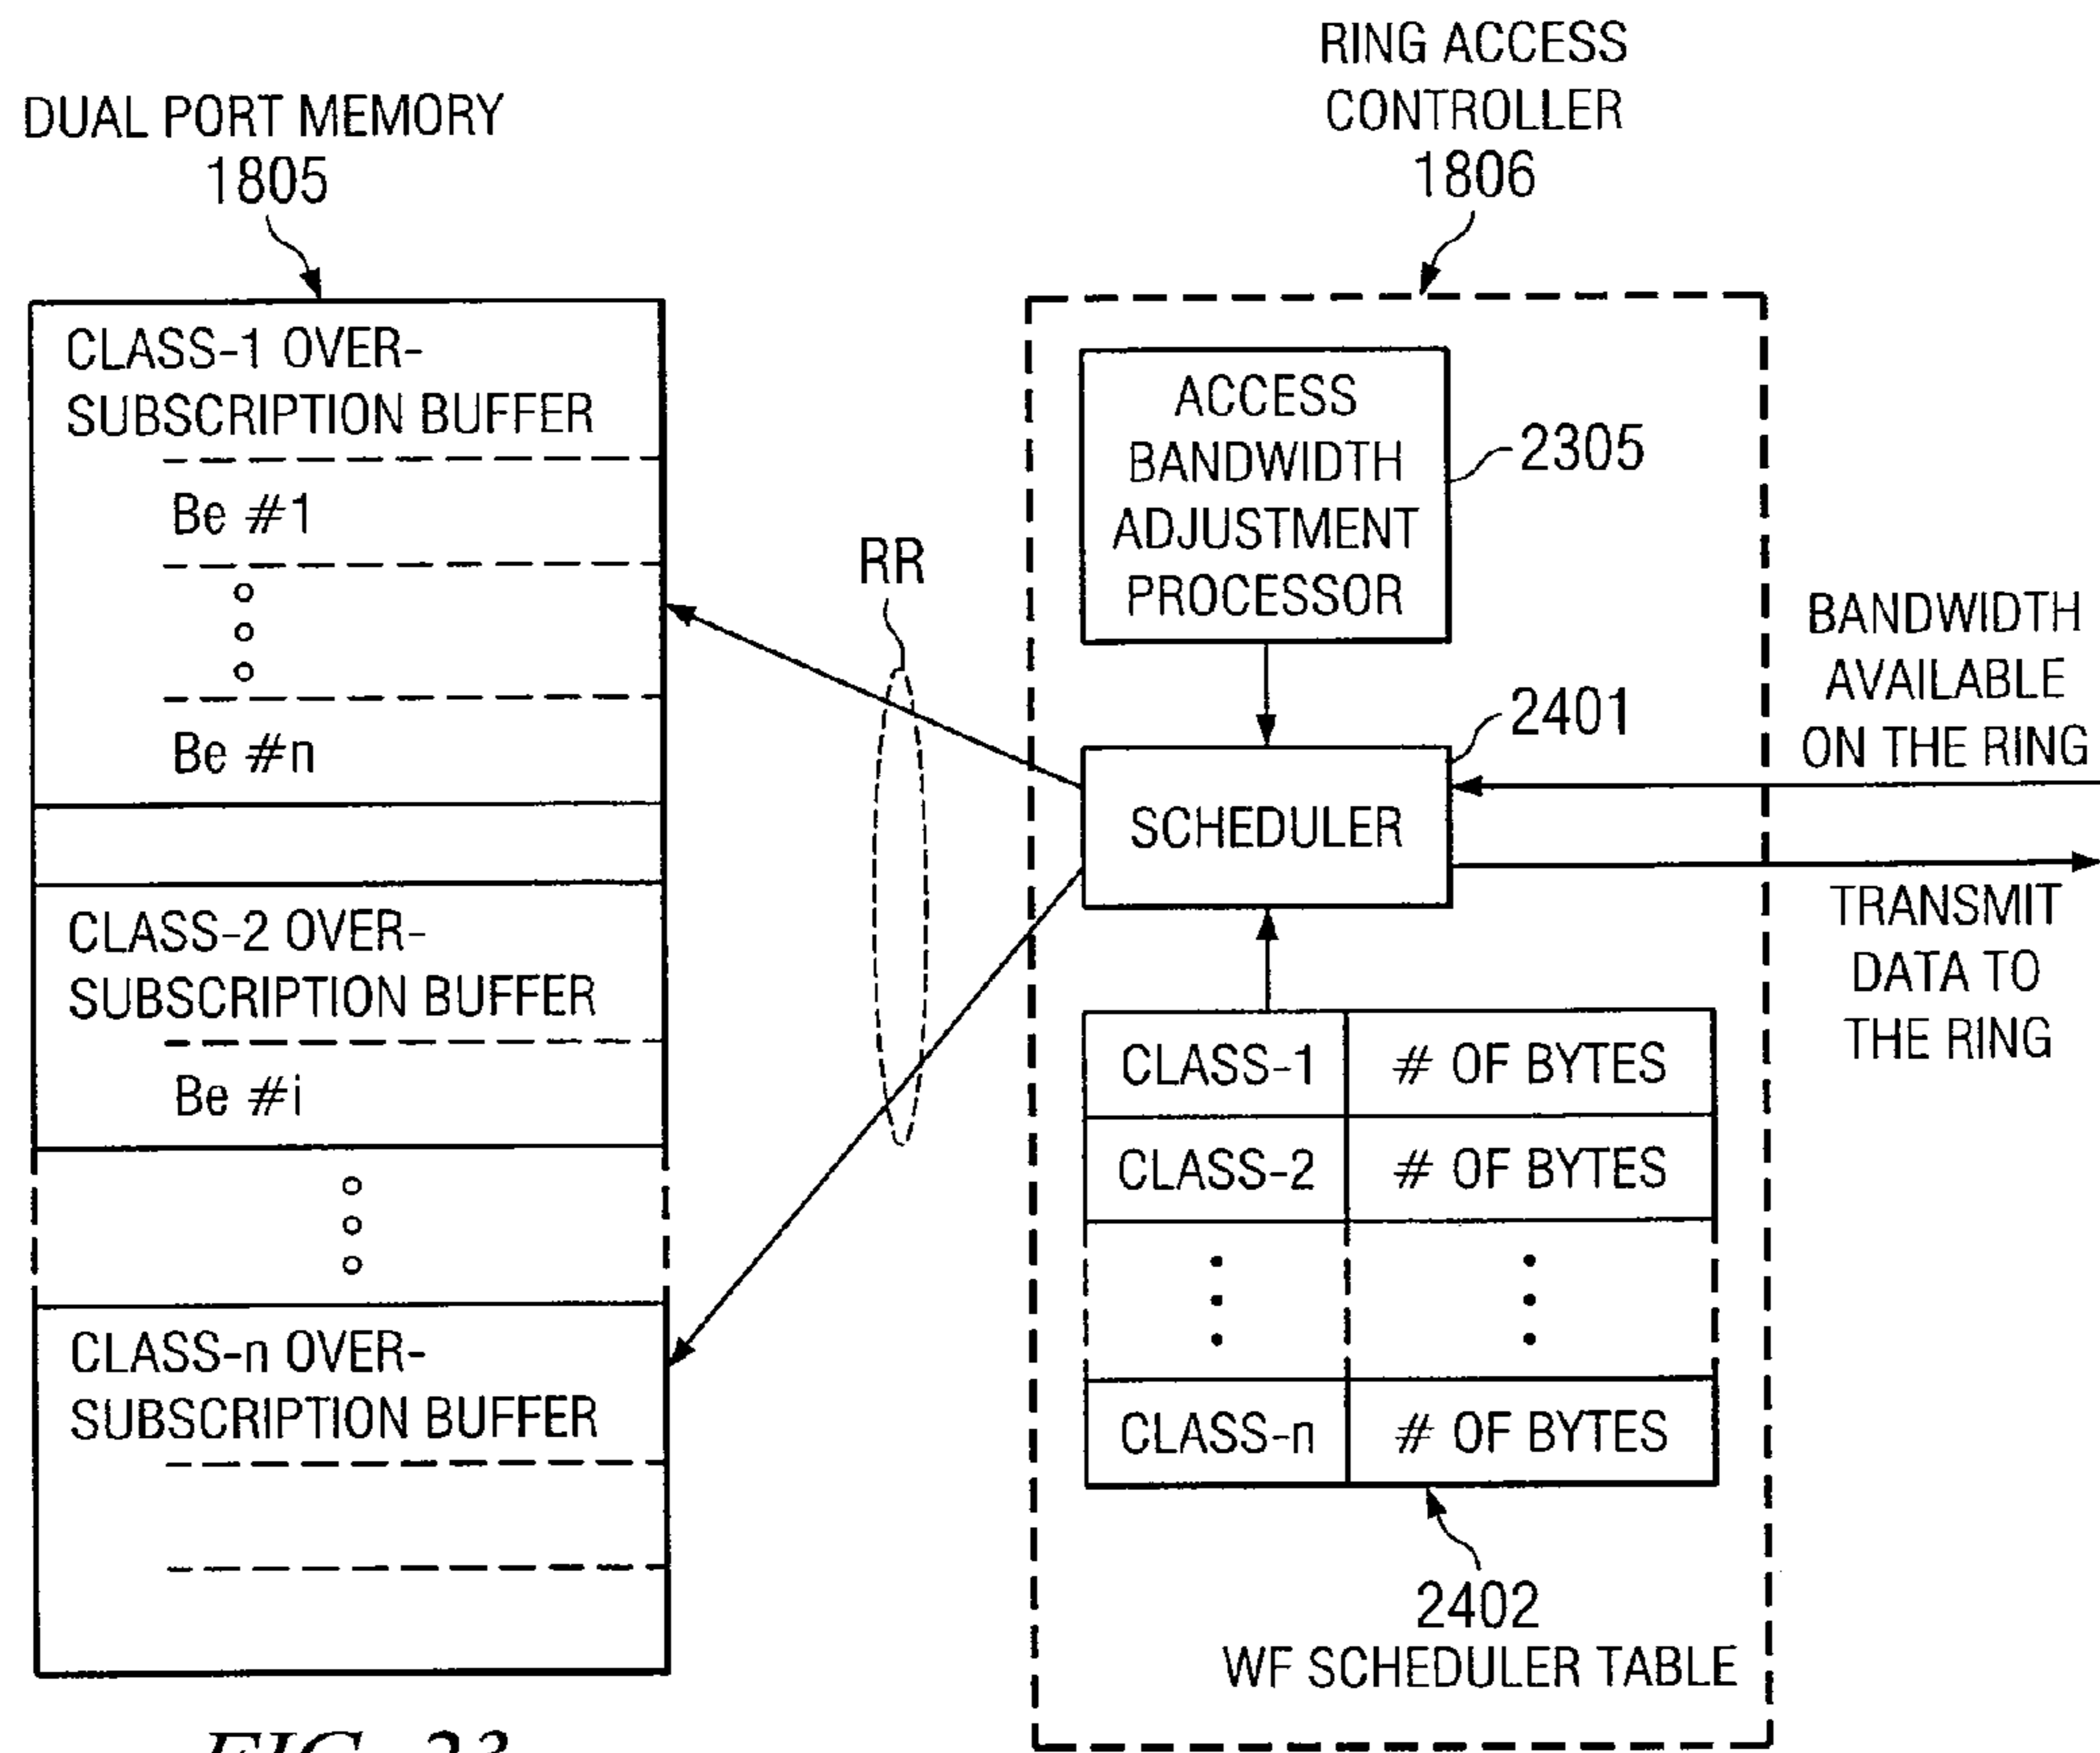 DUAL PORT MEMORY
1805
CLASS-1 OVER-
SUBSCRIPTION BUFFER
Be #1
Be #n
CLASS-2 OVER-
SUBSCRIPTION BUFFER
Be #i
CLASS-n OVER-
SUBSCRIPTION BUFFER
RR
RING ACCESS
CONTROLLER
1806
ACCESS
BANDWIDTH
ADJUSTMENT
PROCESSOR
2305
2401
SCHEDULER
BANDWIDTH
AVAILABLE
ON THE RING
TRANSMIT
DATA TO
THE RING
CLASS-1 # OF BYTES
CLASS-2 # OF BYTES
CLASS-n # OF BYTES
2402
WF SCHEDULER TABLE
FIG. 23